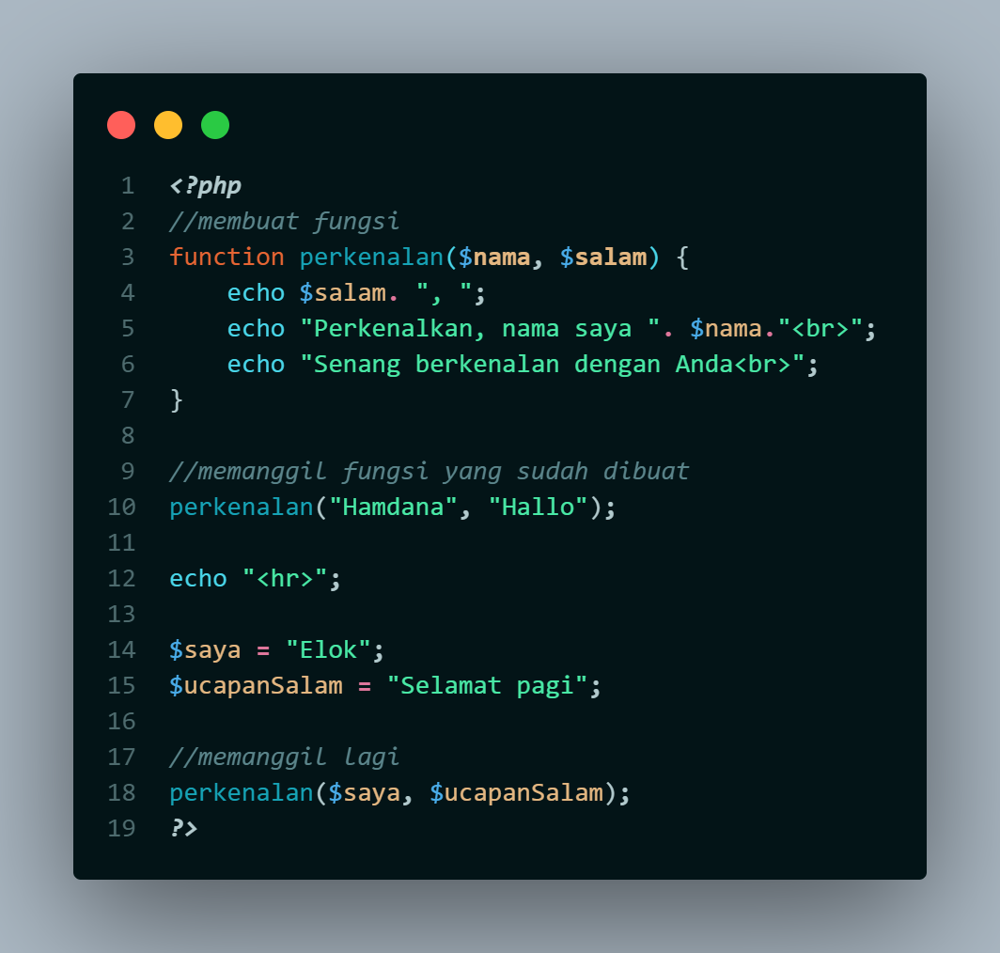 1 <?php
2 //membuat fungsi
3 function perkenalan($nama, $salam) {
4     echo $salam. ", ";
5     echo "Perkenalkan, nama saya ". $nama."<br>";
6     echo "Senang berkenalan dengan Anda<br>";
7 }
8
9 //memanggil fungsi yang sudah dibuat
10 perkenalan("Hamdana", "Hallo");
11
12 echo "<hr>";
13
14 $saya = "Elok";
15 $ucapanSalam = "Selamat pagi";
16
17 //memanggil lagi
18 perkenalan($saya, $ucapanSalam);
19 ?>